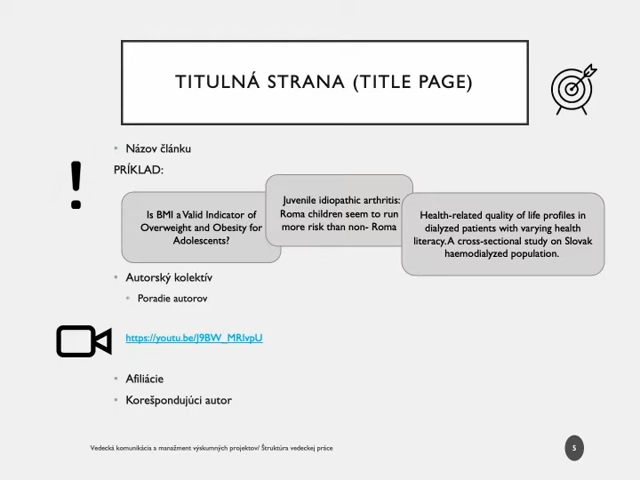 TITULNÁ STRANA (TITLE PAGE)
• Názov článku
PRÍKLAD:
Is BMI a Valid Indicator of
Overweight and Obesity for
Adolescents?
Juvenile idiopathic arthritis:
Roma children seem to run
more risk than non- Roma
Health-related quality of life profiles in
dialyzed patients with varying health
literacy. A cross-sectional study on Slovak
haemodialyzed population.
• Autorský kolektív
• Poradie autorov
https://youtu.be/J9BW_MRIvpU
• Afiliácie
• Korešpondujúci autor
Vedecká komunikácia a manažment výskumných projektov/ Štruktúra vedeckej práce
5